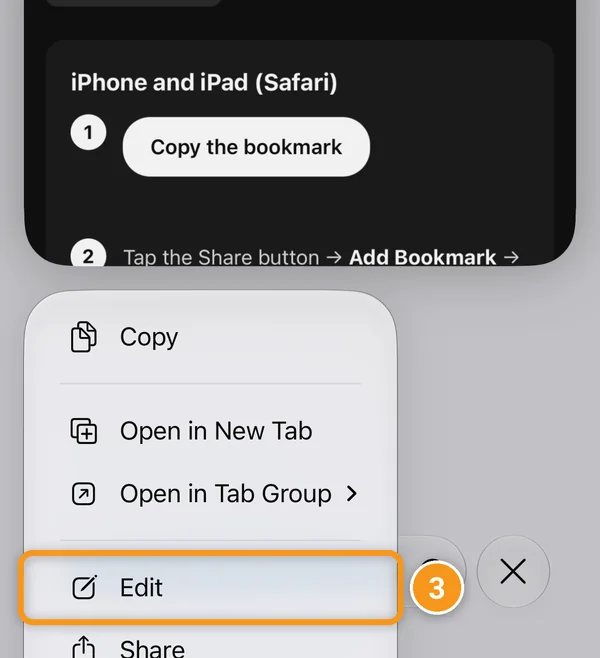 iPhone and iPad (Safari)
1
Copy the bookmark
2
Tap the Share button → Add Bookmark →
Copy
Open in New Tab
Open in Tab Group
Edit
3
Share